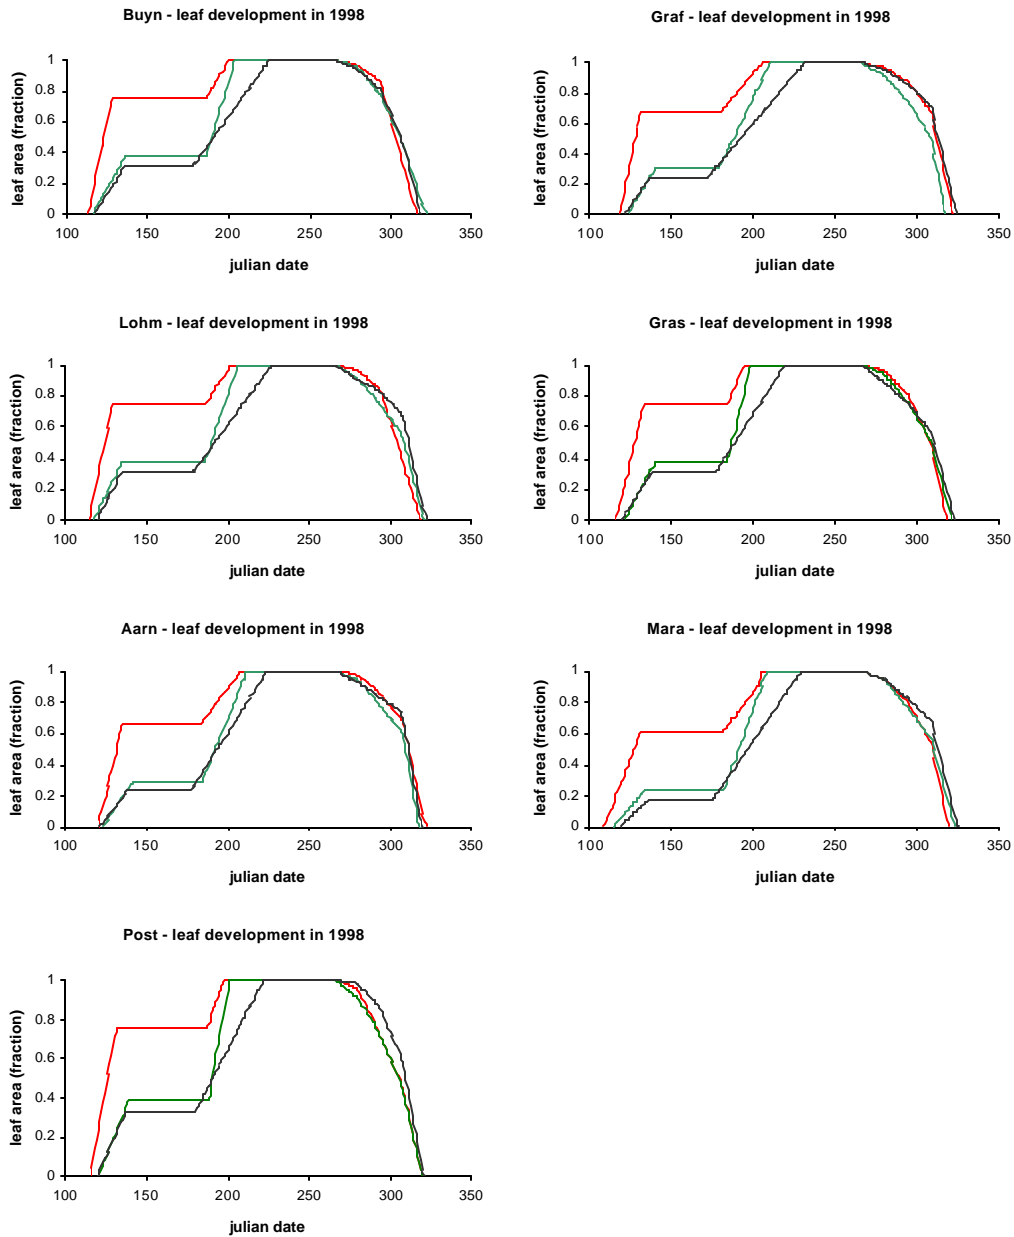 Buyn - leaf development in 1998
leaf area (fraction)
1
0.8
0.6
0.4
0.2
0
100 150 200 250 300 350
julian date
Graf - leaf development in 1998
leaf area (fraction)
1
0.8
0.6
0.4
0.2
0
100 150 200 250 300 350
julian date
Lohm - leaf development in 1998
leaf area (fraction)
1
0.8
0.6
0.4
0.2
0
100 150 200 250 300 350
julian date
Gras - leaf development in 1998
leaf area (fraction)
1
0.8
0.6
0.4
0.2
0
100 150 200 250 300 350
julian date
Aarn - leaf development in 1998
leaf area (fraction)
1
0.8
0.6
0.4
0.2
0
100 150 200 250 300 350
julian date
Mara - leaf development in 1998
leaf area (fraction)
1
0.8
0.6
0.4
0.2
0
100 150 200 250 300 350
julian date
Post - leaf development in 1998
leaf area (fraction)
1
0.8
0.6
0.4
0.2
0
100 150 200 250 300 350
julian date